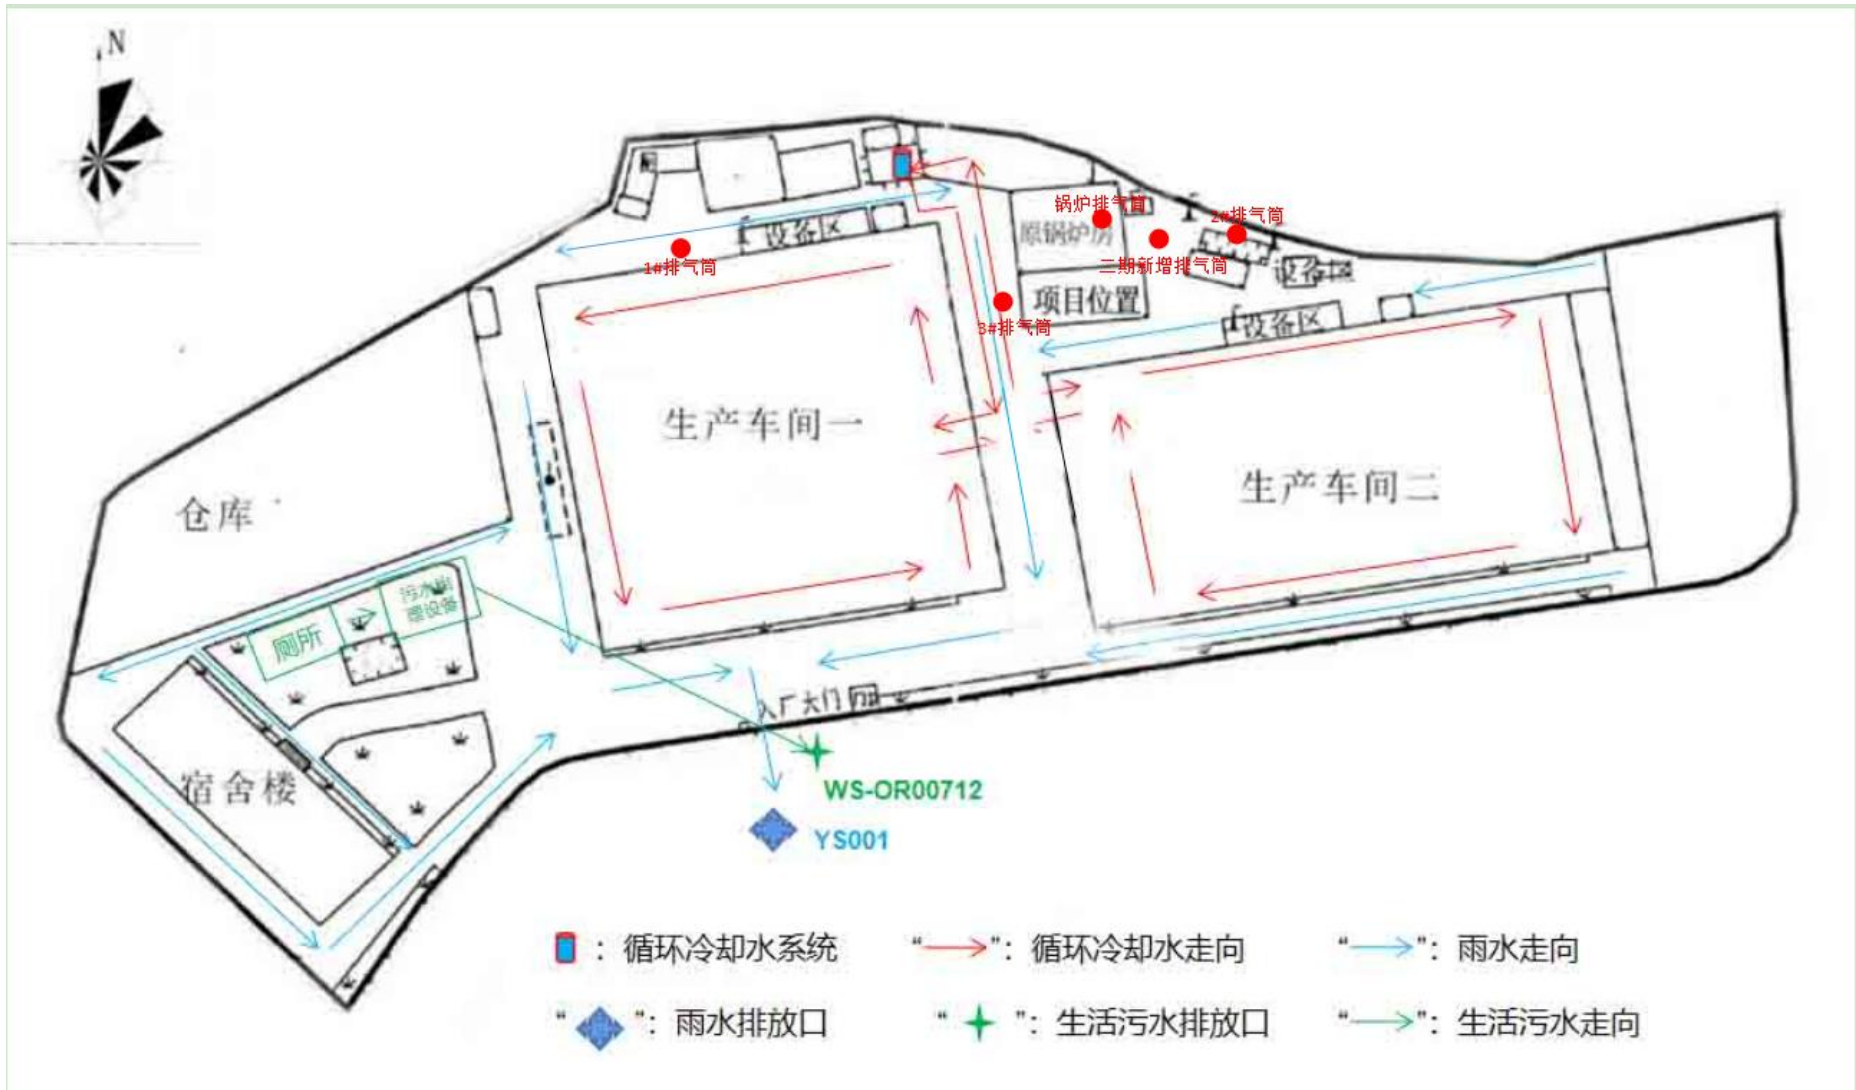 N
锅炉排气筒
2#排气筒
设备区
原锅炉房
1#排气筒
二期新增排气筒
设备区
项目位置
3#排气筒
设备区
生产车间一
生产车间二
仓库
污水处
理设备
厕所
入厂大门
宿舍楼
WS-OR00712
YS001
：循环冷却水系统
“”：循环冷却水走向
“”：雨水走向
“”：雨水排放口
“”：生活污水排放口
“”：生活污水走向